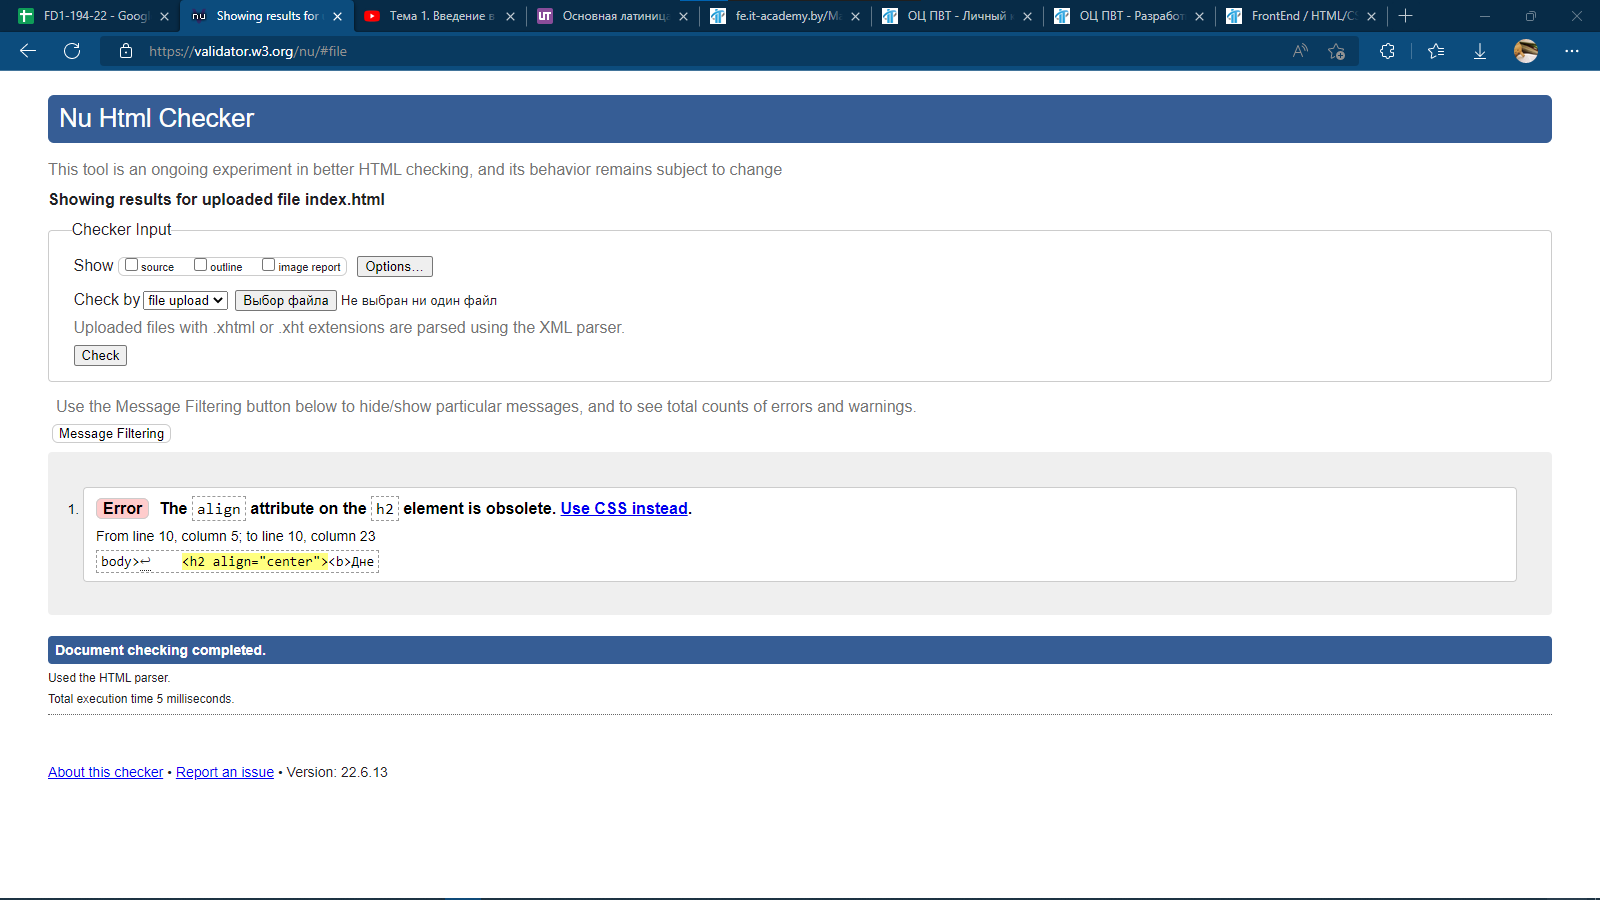 FD1-194-22 - Googl
Showing results for
Тема 1. Введение в
Основная латиница
fe.it-academy.by/Ma
ОЦ ПВТ - Личный
ОЦ ПВТ - Разработ
FrontEnd / HTML/CS
https://validator.w3.org/nu/#file
Nu Html Checker
This tool is an ongoing experiment in better HTML checking, and its behavior remains subject to change
Showing results for uploaded file index.html
Checker Input
Show source outline image report Options...
Check by file upload Выбор файла Не выбран ни один файл
Uploaded files with .xhtml or .xht extensions are parsed using the XML parser.
Check
Use the Message Filtering button below to hide/show particular messages, and to see total counts of errors and warnings.
Message Filtering
1. Error The align attribute on the h2 element is obsolete. Use CSS instead.
From line 10, column 5; to line 10, column 23
body>↩ <h2 align="center"><b>Дне
Document checking completed.
Used the HTML parser.
Total execution time 5 milliseconds.
About this checker • Report an issue • Version: 22.6.13